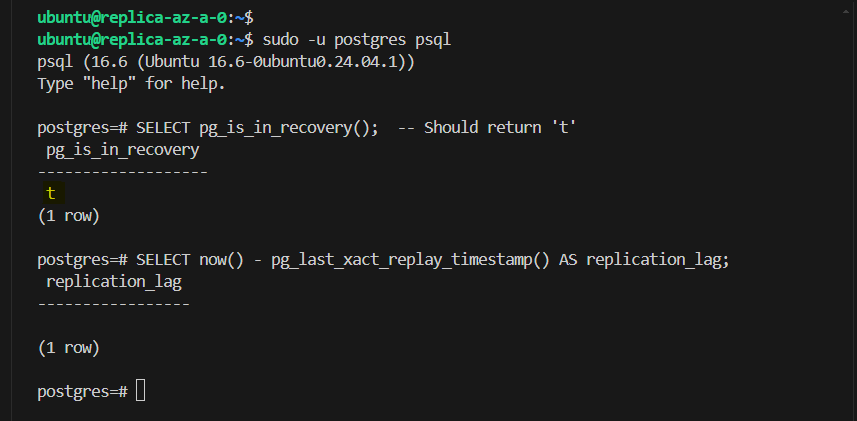 ubuntu@replica-az-a-0:~$
ubuntu@replica-az-a-0:~$ sudo -u postgres psql
psql (16.6 (Ubuntu 16.6-0ubuntu0.24.04.1))
Type "help" for help.
postgres=# SELECT pg_is_in_recovery();  -- Should return 't'
 pg_is_in_recovery
-------------------
 t
(1 row)
postgres=# SELECT now() - pg_last_xact_replay_timestamp() AS replication_lag;
 replication_lag
-----------------
(1 row)
postgres=#